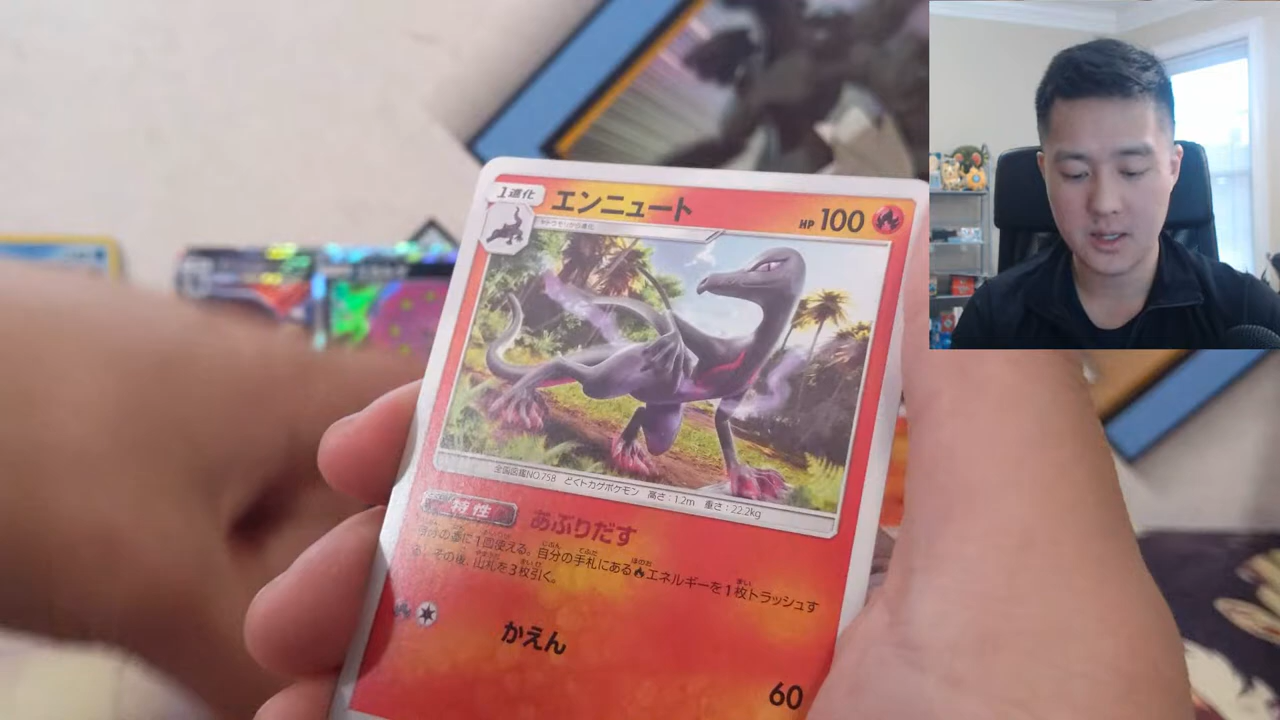 1進化
エンニュート
HP 100
全国図鑑NO.758 どくトカゲポケモン 高さ:1.2m 重さ:22.2kg
特性 あぶりだす
自分の番に1回使える。自分の手札にある エネルギーを1枚トラッシュす
る。その後、山札を3枚引く。
かえん
60